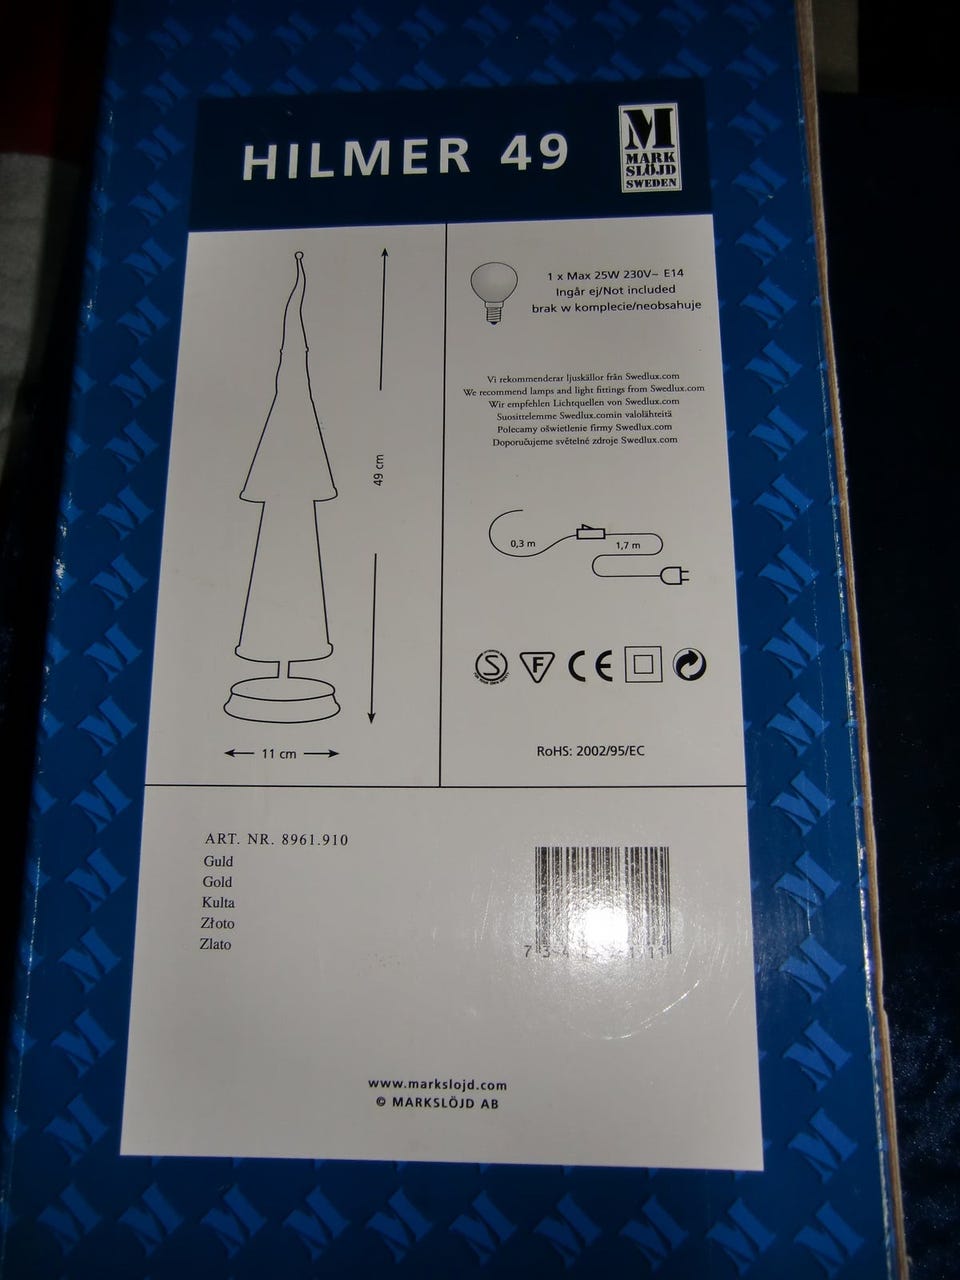 HILMER 49
M
MARK
SLÖJD
SWEDEN
49 cm
11 cm
1 x Max 25W 230V~ E14
Ingår ej/Not included
brak w komplecie/neobsahuje
Vi rekommenderar ljuskällor från Swedlux.com
We recommend lamps and light fittings from Swedlux.com
Wir empfehlen Lichtquellen von Swedlux.com
Suosittelemme Swedlux.comin valolähteitä
Polecamy oświetlenie firmy Swedlux.com
Doporučujeme světelné zdroje Swedlux.com
0,3 m
1,7 m
S
F
CE
RoHS: 2002/95/EC
ART. NR. 8961.910
Guld
Gold
Kulta
Złoto
Zlato
www.markslojd.com
© MARKSLÖJD AB